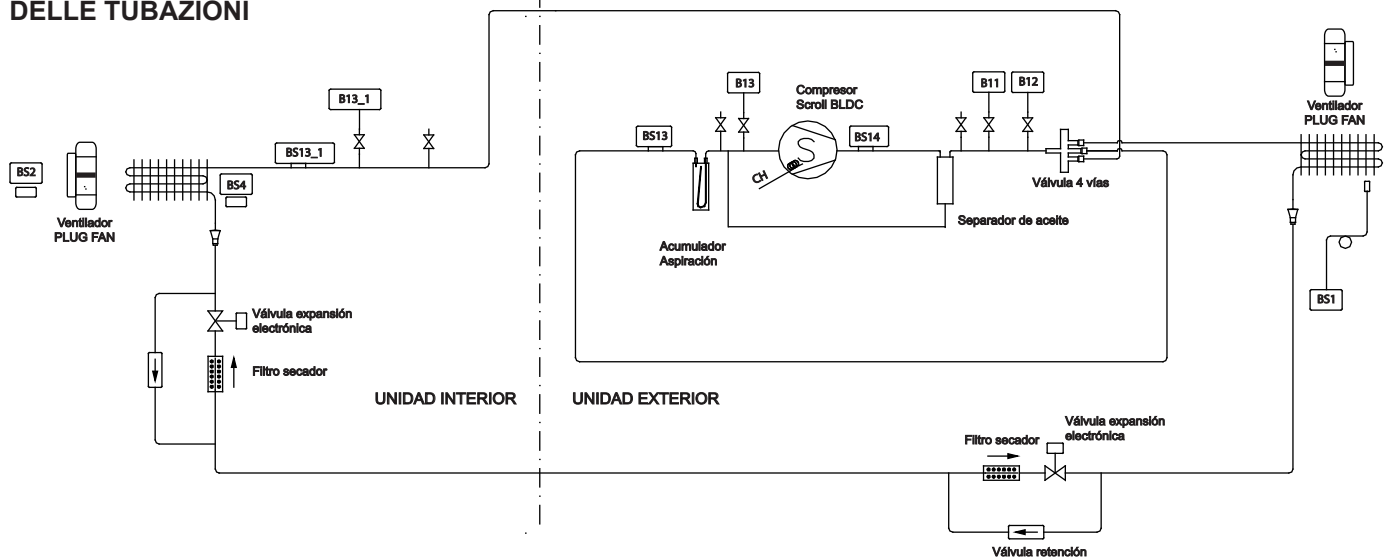 DELLE TUBAZIONI
B13_1
BS13_1
BS2
BS4
Ventilador
PLUG FAN
Válvula expansión
electrónica
Filtro secador
UNIDAD INTERIOR
UNIDAD EXTERIOR
BS13
B13
Compresor
Scroll BLDC
S
CH
BS14
B11
B12
Válvula 4 vías
Separador de aceite
Acumulador
Aspiración
Ventilador
PLUG FAN
BS1
Filtro secador
Válvula expansión
electrónica
Válvula retención